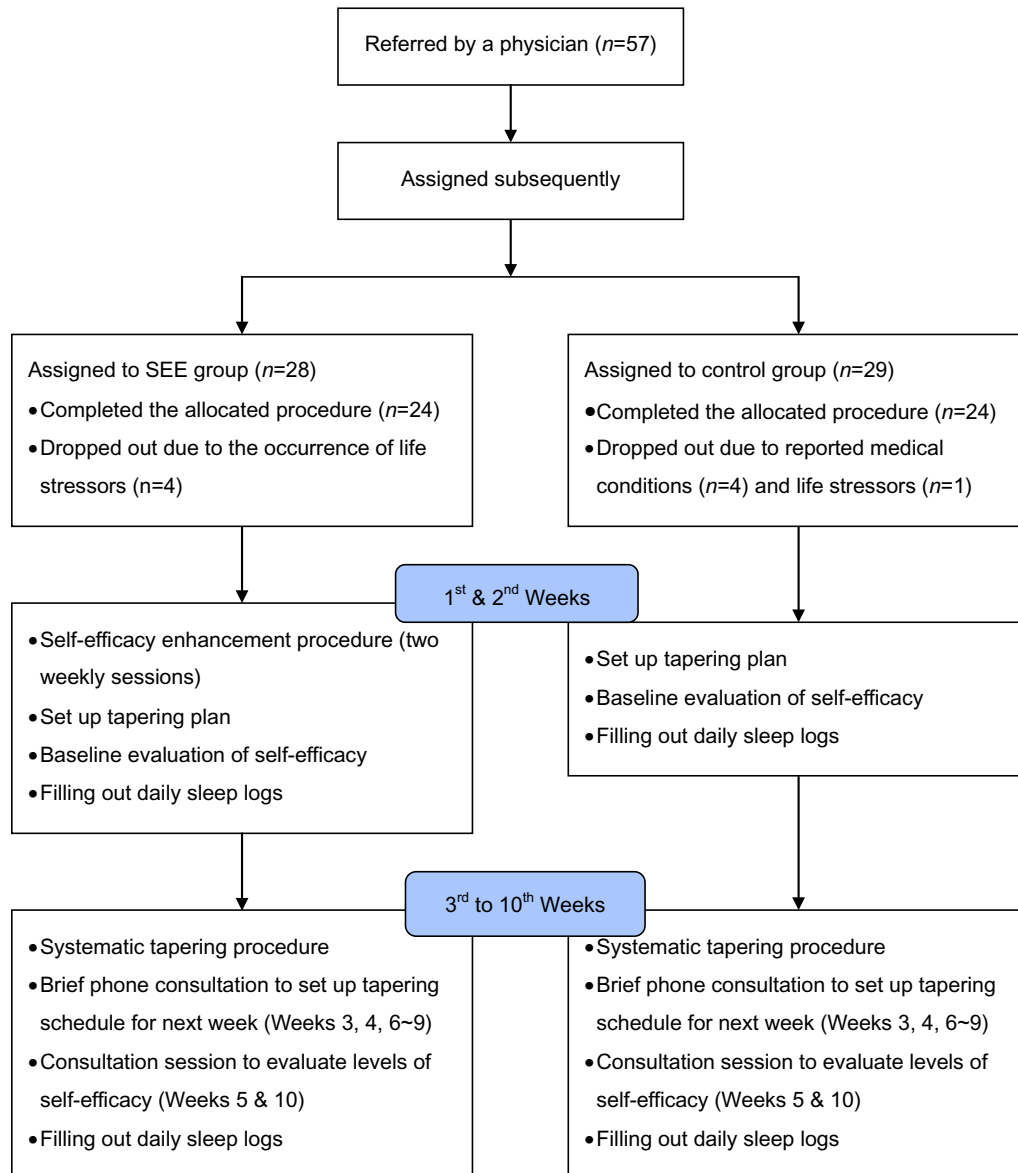 Referred by a physician (n=57)
Assigned subsequently
Assigned to SEE group (n=28)
•Completed the allocated procedure (n=24)
•Dropped out due to the occurrence of life
stressors (n=4)
Assigned to control group (n=29)
•Completed the allocated procedure (n=24)
•Dropped out due to reported medical
conditions (n=4) and life stressors (n=1)
1st & 2nd Weeks
•Self-efficacy enhancement procedure (two
weekly sessions)
•Set up tapering plan
•Baseline evaluation of self-efficacy
•Filling out daily sleep logs
•Set up tapering plan
•Baseline evaluation of self-efficacy
•Filling out daily sleep logs
3rd to 10th Weeks
•Systematic tapering procedure
•Brief phone consultation to set up tapering
schedule for next week (Weeks 3, 4, 6~9)
•Consultation session to evaluate levels of
self-efficacy (Weeks 5 & 10)
•Filling out daily sleep logs
•Systematic tapering procedure
•Brief phone consultation to set up tapering
schedule for next week (Weeks 3, 4, 6~9)
•Consultation session to evaluate levels of
self-efficacy (Weeks 5 & 10)
•Filling out daily sleep logs